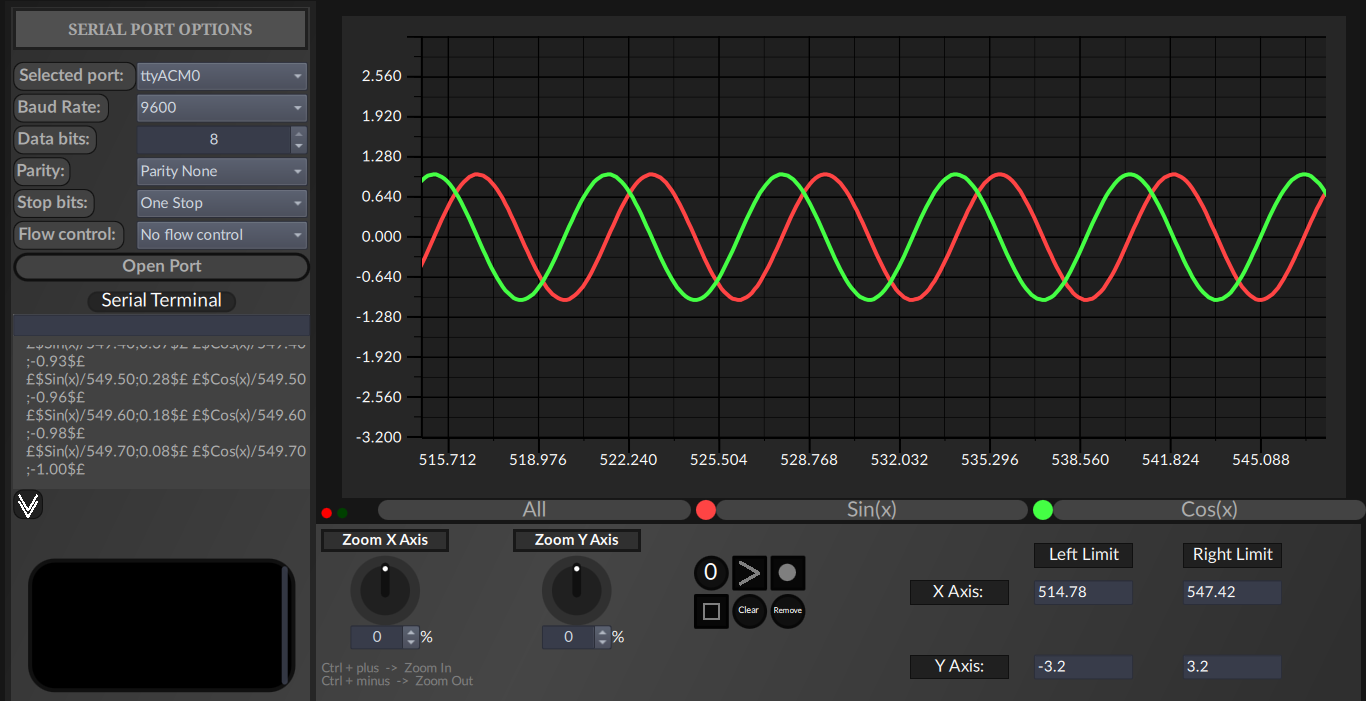 SERIAL PORT OPTIONS
Selected port: ttyACM0
Baud Rate: 9600
Data bits: 8
Parity: Parity None
Stop bits: One Stop
Flow control: No flow control
Open Port
Serial Terminal
;-0.93$£
£$Sin(x)/549.50;0.28$£ £$Cos(x)/549.50
;-0.96$£
£$Sin(x)/549.60;0.18$£ £$Cos(x)/549.60
;-0.98$£
£$Sin(x)/549.70;0.08$£ £$Cos(x)/549.70
;-1.00$£
2.560
1.920
1.280
0.640
0.000
-0.640
-1.280
-1.920
-2.560
-3.200
515.712 518.976 522.240 525.504 528.768 532.032 535.296 538.560 541.824 545.088
All Sin(x) Cos(x)
Zoom X Axis Zoom Y Axis
0 % 0 %
Ctrl + plus -> Zoom In
Ctrl + minus -> Zoom Out
0
Clear Remove
Left Limit Right Limit
X Axis: 514.78 547.42
Y Axis: -3.2 3.2